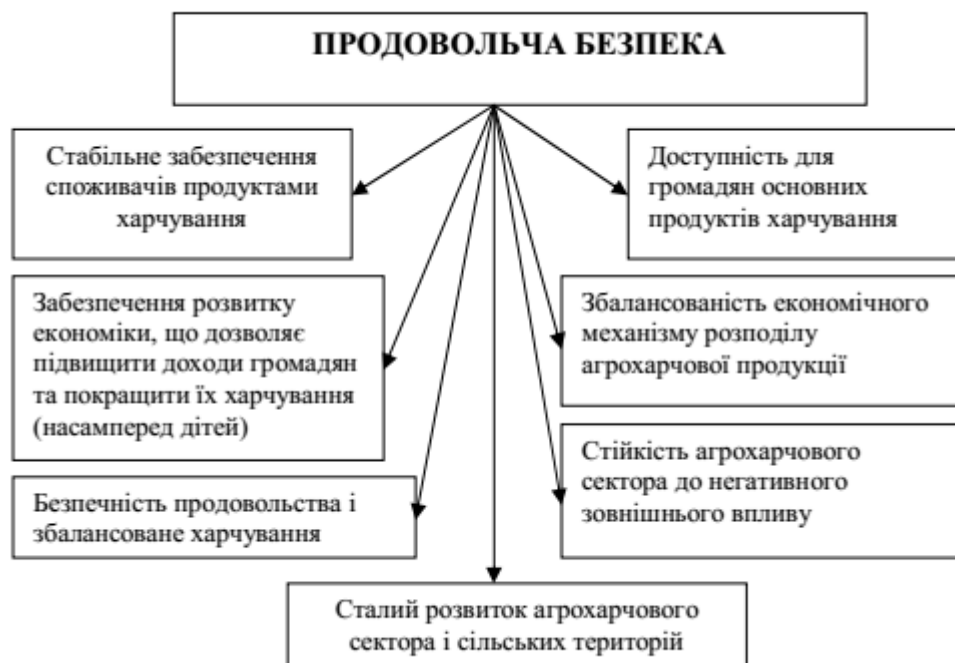 ПРОДОВОЛЬЧА БЕЗПЕКА
Стабільне забезпечення
споживачів продуктами
харчування
Доступність для
громадян основних
продуктів харчування
Забезпечення розвитку
економіки, що дозволяє
підвищити доходи громадян
та покращити їх харчування
(насамперед дітей)
Збалансованість економічного
механізму розподілу
агрохарчової продукції
Безпечність продовольства і
збалансоване харчування
Стійкість агрохарчового
сектора до негативного
зовнішнього впливу
Сталий розвиток агрохарчового
сектора і сільських територій